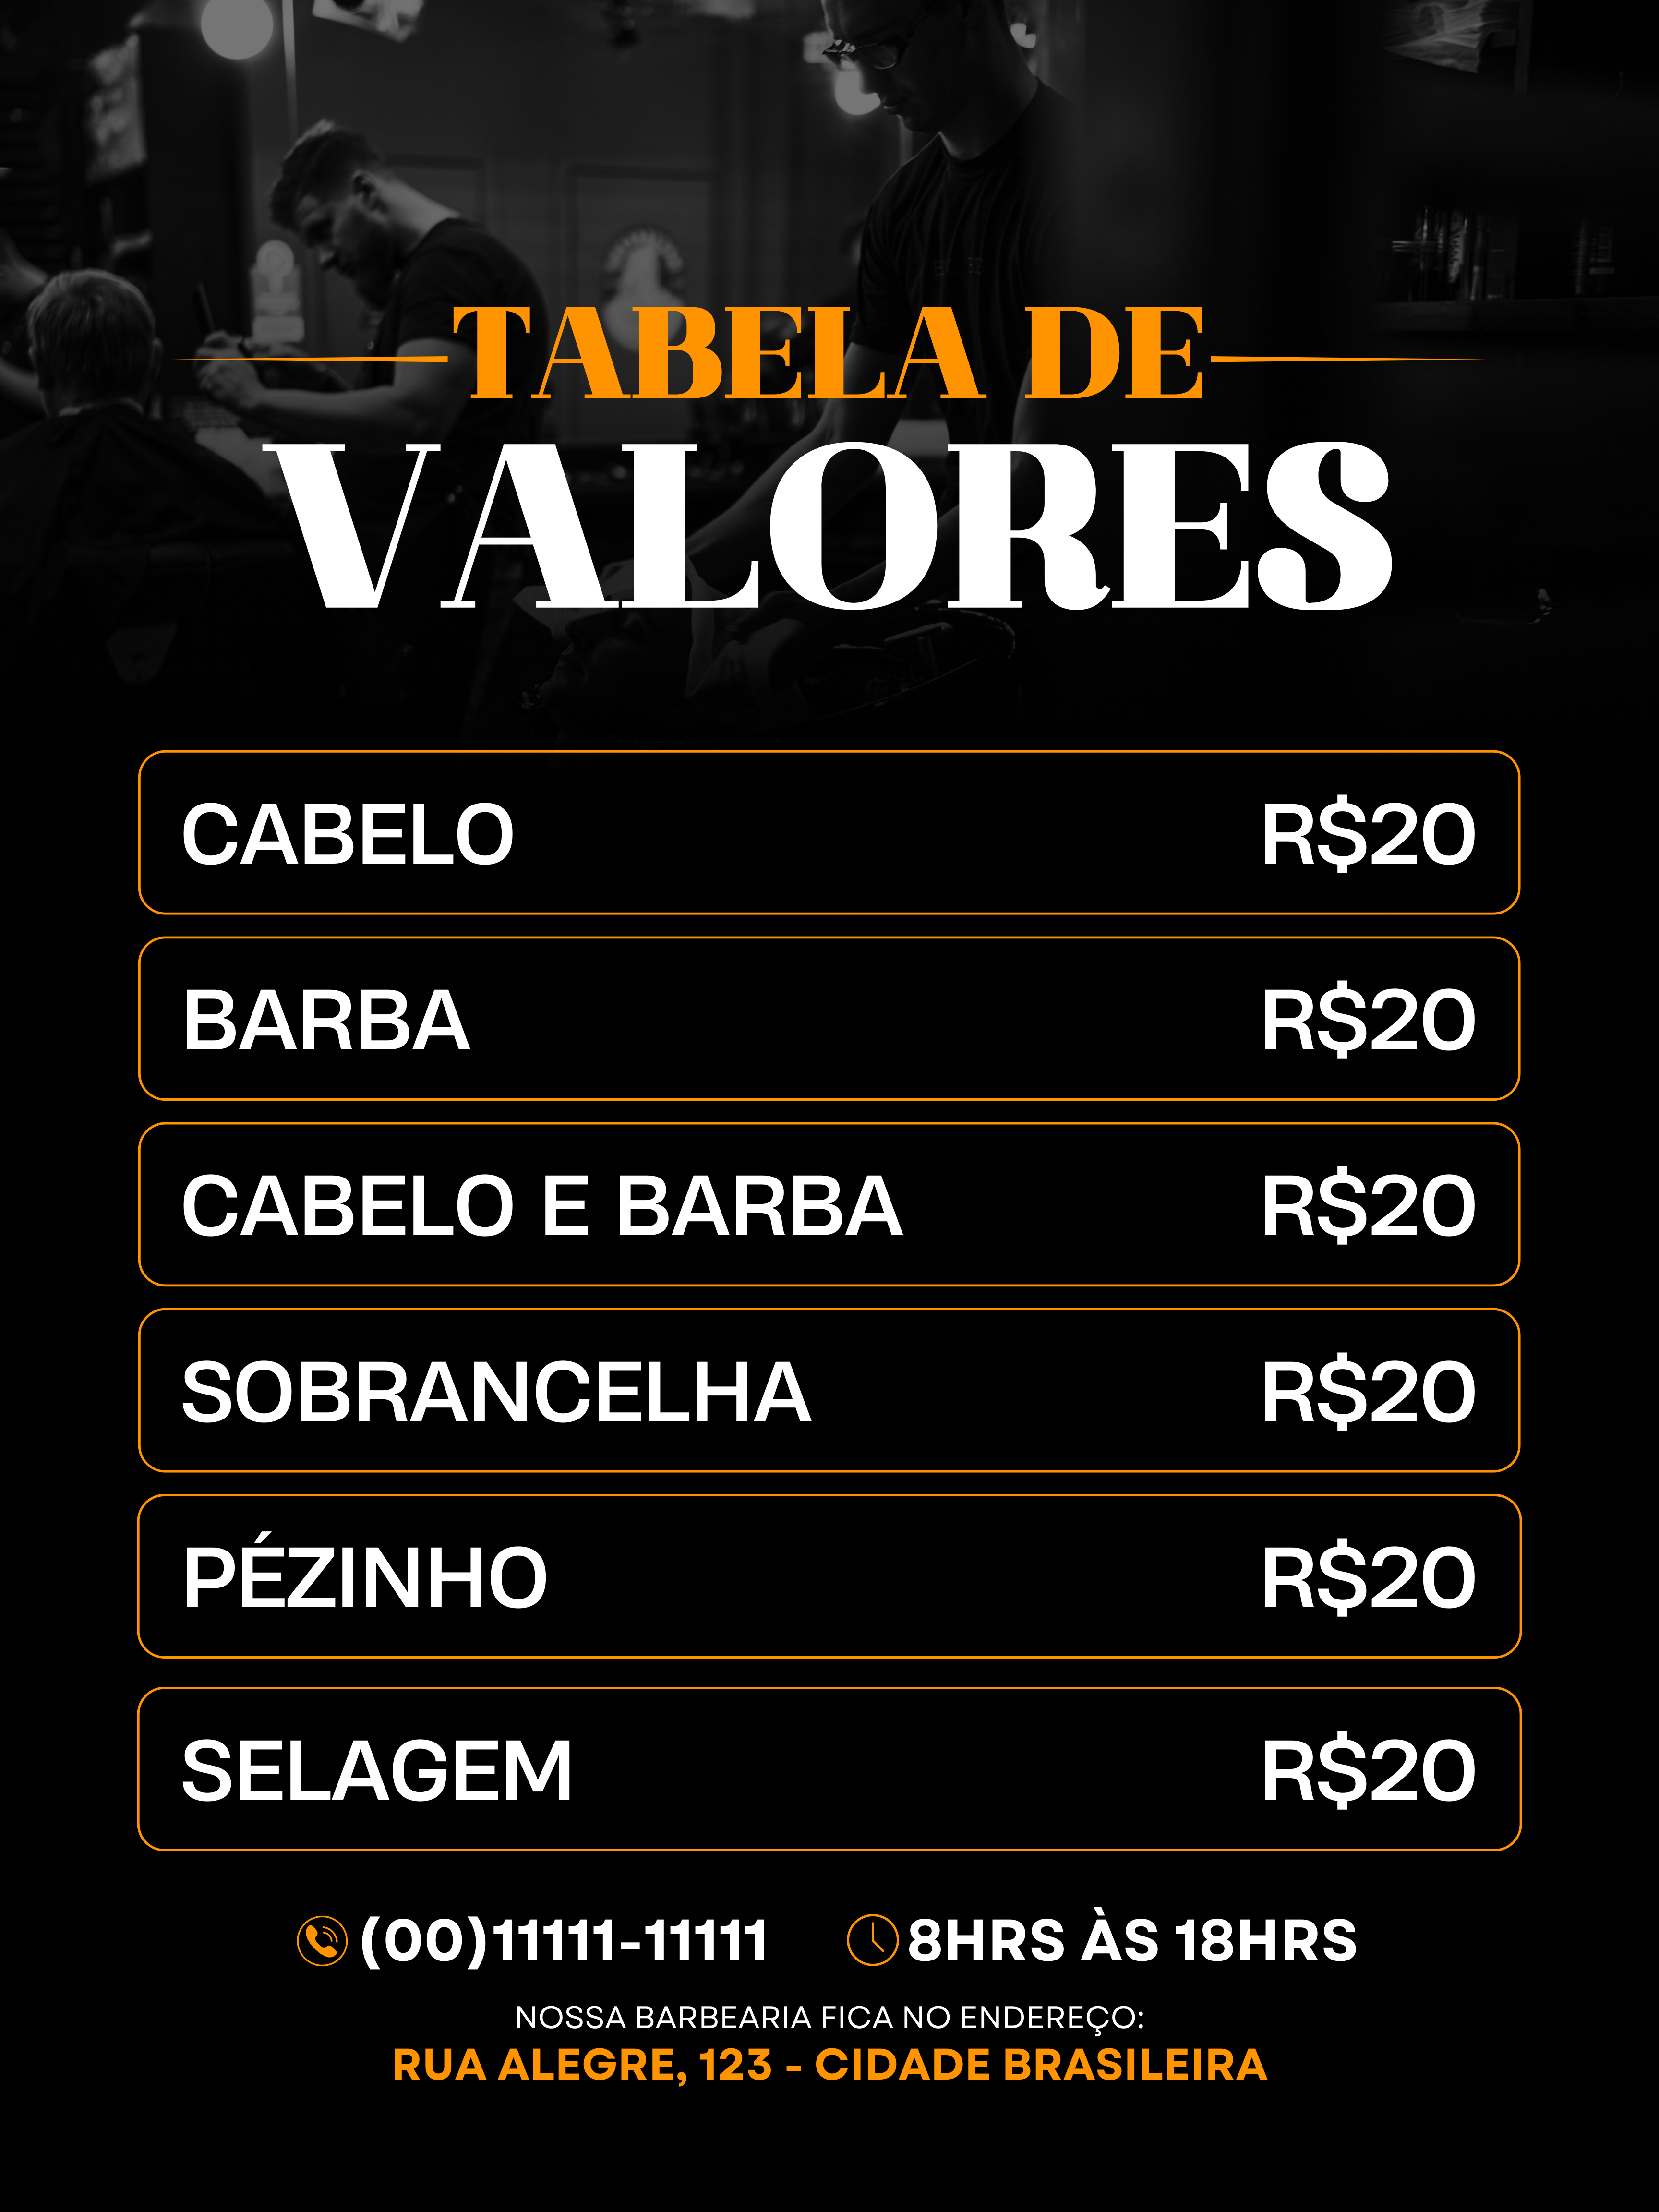 TABELA DE
VALORES
CABELO R$20
BARBA R$20
CABELO E BARBA R$20
SOBRANCELHA R$20
PÉZINHO R$20
SELAGEM R$20
(00)11111-11111 8HRS ÀS 18HRS
NOSSA BARBEARIA FICA NO ENDEREÇO:
RUA ALEGRE, 123 - CIDADE BRASILEIRA